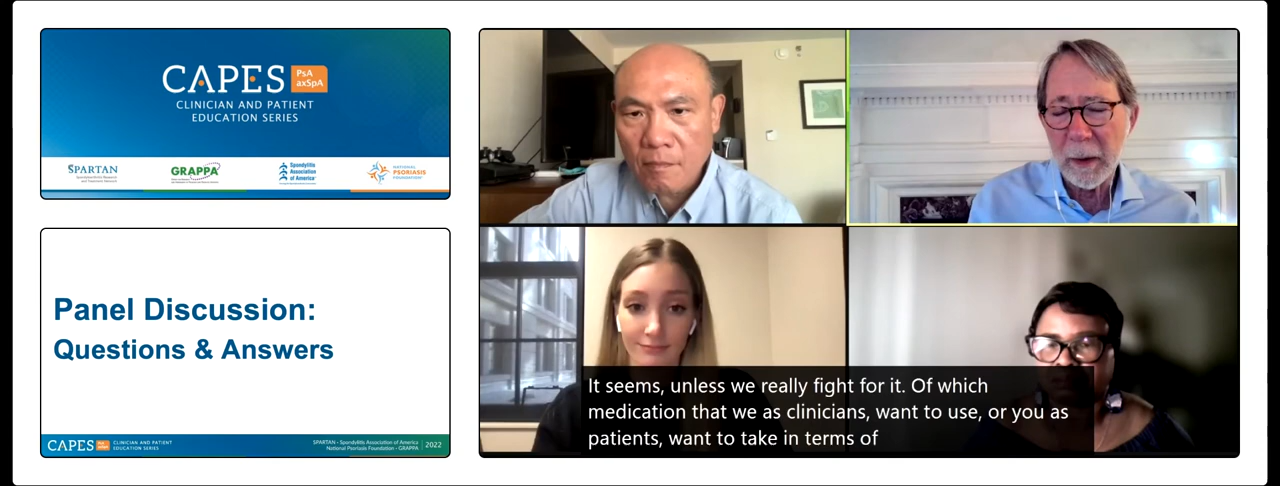 CAPES PsA
axSpA
CLINICIAN AND PATIENT
EDUCATION SERIES
SPARTAN
GRAPPA
Spondylitis
Association
of America
NATIONAL
PSORIASIS
FOUNDATION
Panel Discussion:
Questions & Answers
CAPES PsA axSpA CLINICIAN AND PATIENT
EDUCATION SERIES
SPARTAN - Spondylitis Association of America
National Psoriasis Foundation - GRAPPA
2022
It seems, unless we really fight for it. Of which
medication that we as clinicians, want to use, or you as
patients, want to take in terms of